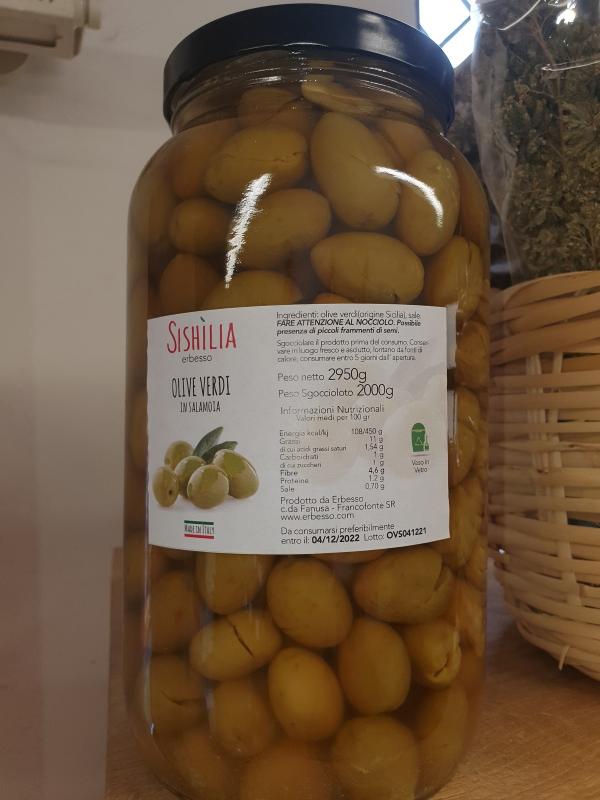 SISHÌLIA
erbesso
OLIVE VERDI
IN SALAMOIA
MADE IN ITALY
Ingredienti: olive verdi(origine Sicilia), sale.
FARE ATTENZIONE AL NOCCIOLO. Possibile
presenza di piccoli frammenti di semi.
Sgocciolare il prodotto prima del consumo. Conser-
vare in luogo fresco e asciutto, lontano da fonti di
calore, consumare entro 5 giorni dall' apertura.
Peso netto 2950g
Peso Sgoccioloto 2000g
Informazioni Nutrizionali
Valori medi per 100 gr
Energia kcal/kj 108/450 g
Grassi 11 g
di cui acidi grassi saturi 1,54 g
Carboidrati 1 g
di cui zuccheri 1 g
Fibre 4,6 g
Proteine 1,2 g
Sale 0,70 g
Vaso in
Vetro
Prodotto da Erbesso
c.da Fanusa - Francofonte SR
www.erbesso.com
Da consumarsi preferibilmente
entro il: 04/12/2022 Lotto: OVS041221